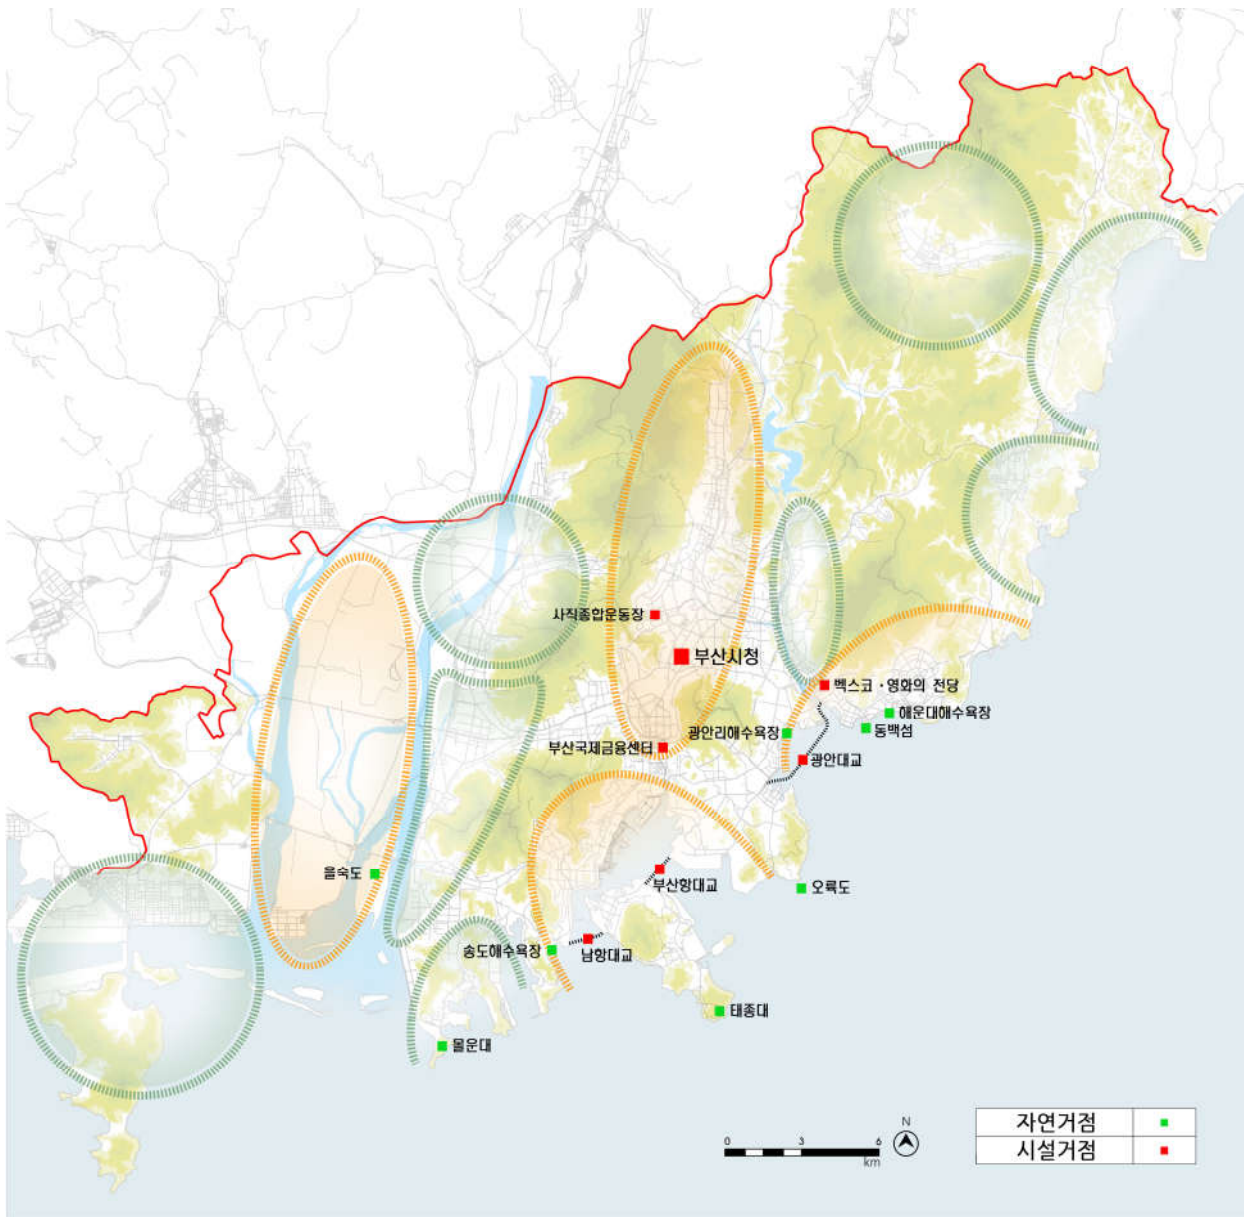 사직종합운동장
부산시청
벡스코 · 영화의 전당
해운대해수욕장
동백섬
광안리해수욕장
부산국제금융센터
광안대교
을숙도
부산항대교
오륙도
송도해수욕장
남항대교
태종대
몰운대
N
0 3 6
km
자연거점
시설거점